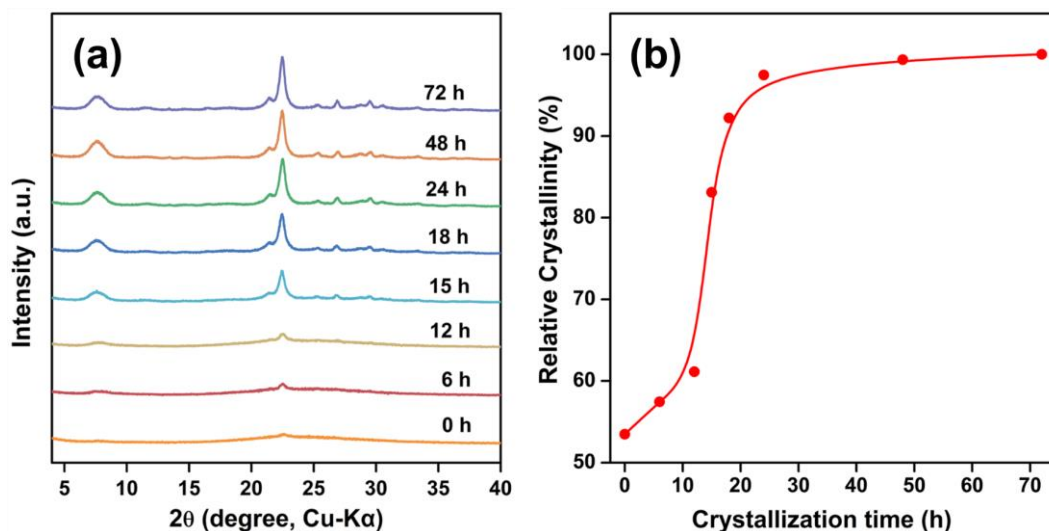 (a)
72 h
48 h
24 h
18 h
15 h
12 h
6 h
0 h
Intensity (a.u.)
5 10 15 20 25 30 35 40
2θ (degree, Cu-Kα)
(b)
Relative Crystallinity (%)
100
90
80
70
60
50
0 10 20 30 40 50 60 70
Crystallization time (h)